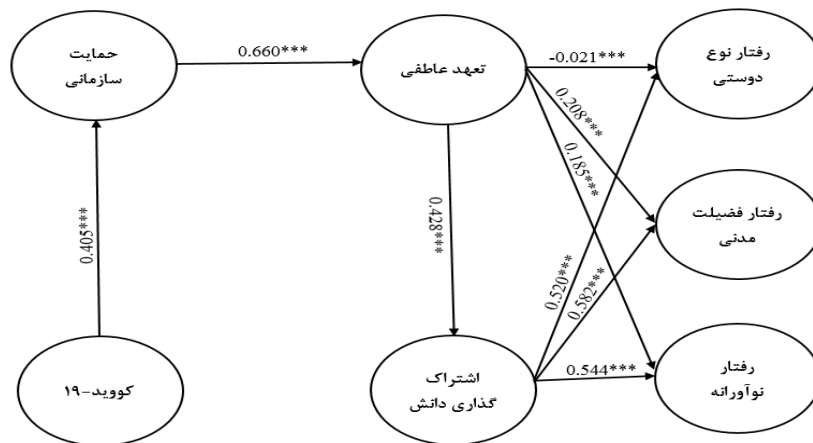 حمایت
سازمانی
0.660***
تعهد عاطفی
-0.021***
رفتار نوع
دوستی
0.208***
0.185***
0.405***
0.428***
رفتار فضیلت
مدنی
0.520***
0.582***
کووید-۱۹
اشتراک
گذاری دانش
0.544***
رفتار
نوآورانه